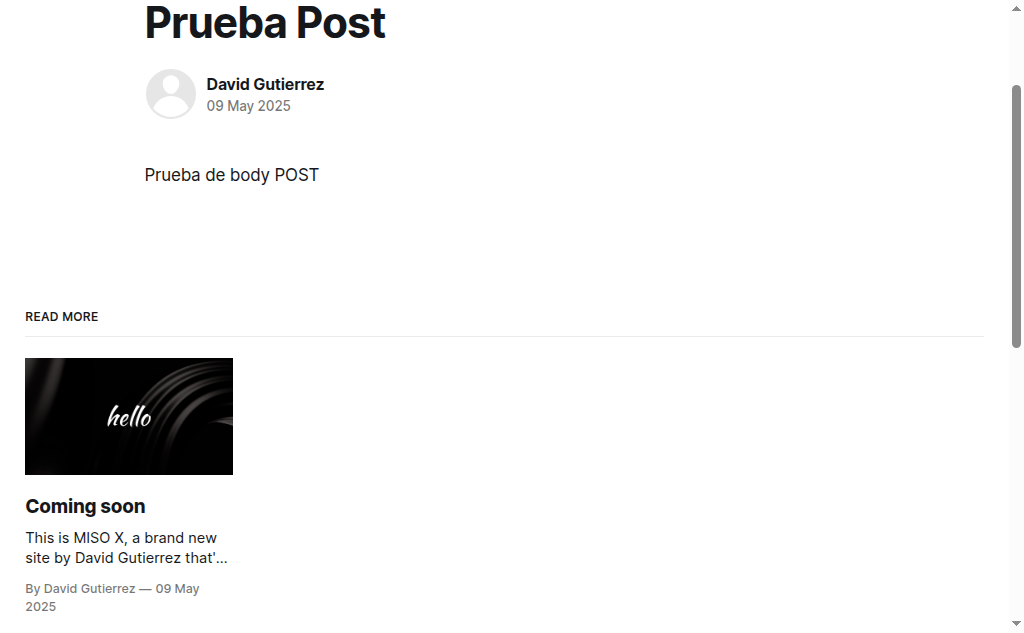 Prueba Post
David Gutierrez
09 May 2025
Prueba de body POST
READ MORE
hello
Coming soon
This is MISO X, a brand new
site by David Gutierrez that'...
By David Gutierrez — 09 May
2025